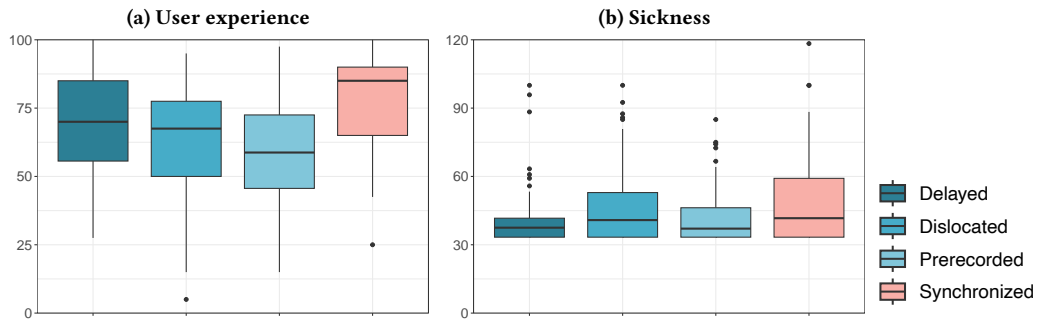 (a) User experience
100
75
50
25
0
(b) Sickness
120
90
60
30
0
Delayed
Dislocated
Prerecorded
Synchronized